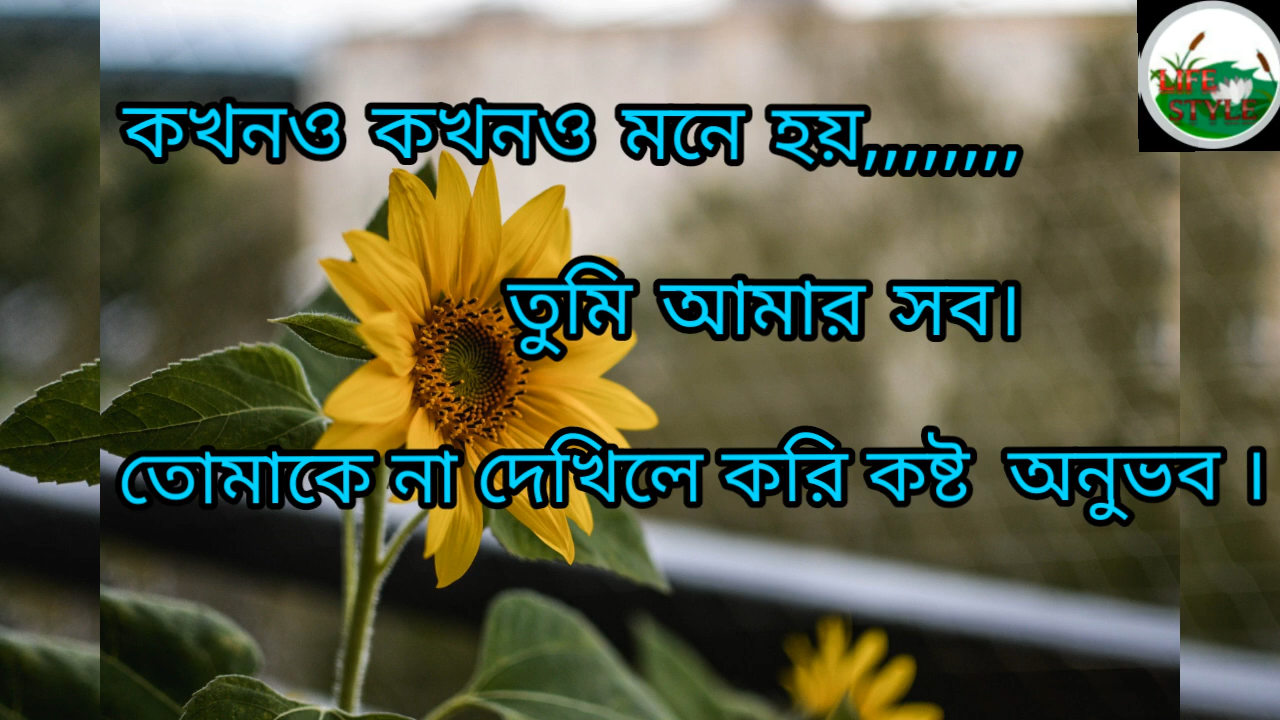 কখনও কখনও মনে হয়,,,,,,,,
তুমি আমার সব।
তোমাকে না দেখিলে করি কষ্ট অনুভব ।
LIFE
STYLE